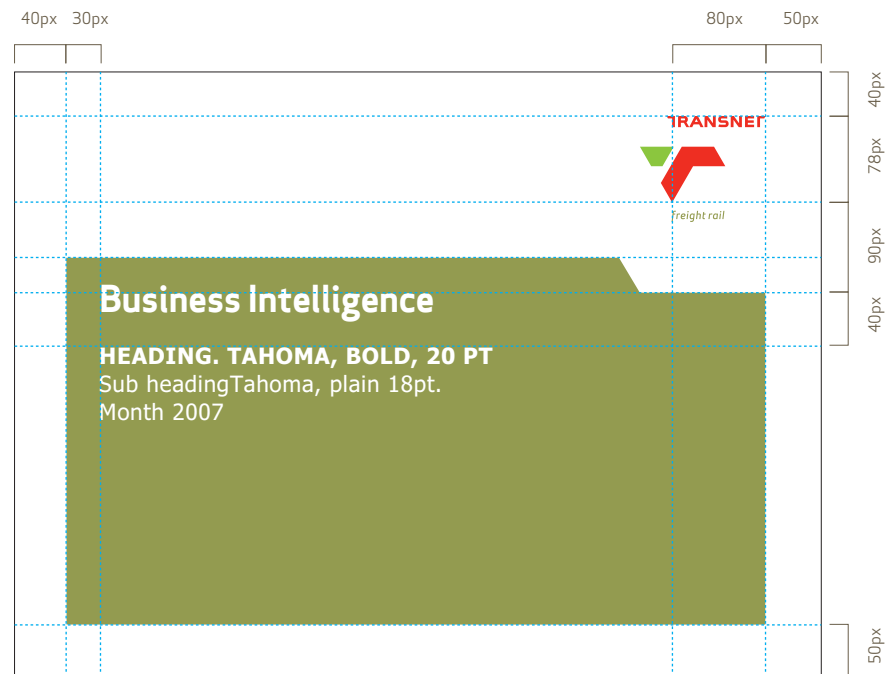 40px 30px 80px 50px
40px
TRANSNET
78px
freight rail
90px
Business Intelligence
40px
HEADING. TAHOMA, BOLD, 20 PT
Sub headingTahoma, plain 18pt.
Month 2007
50px